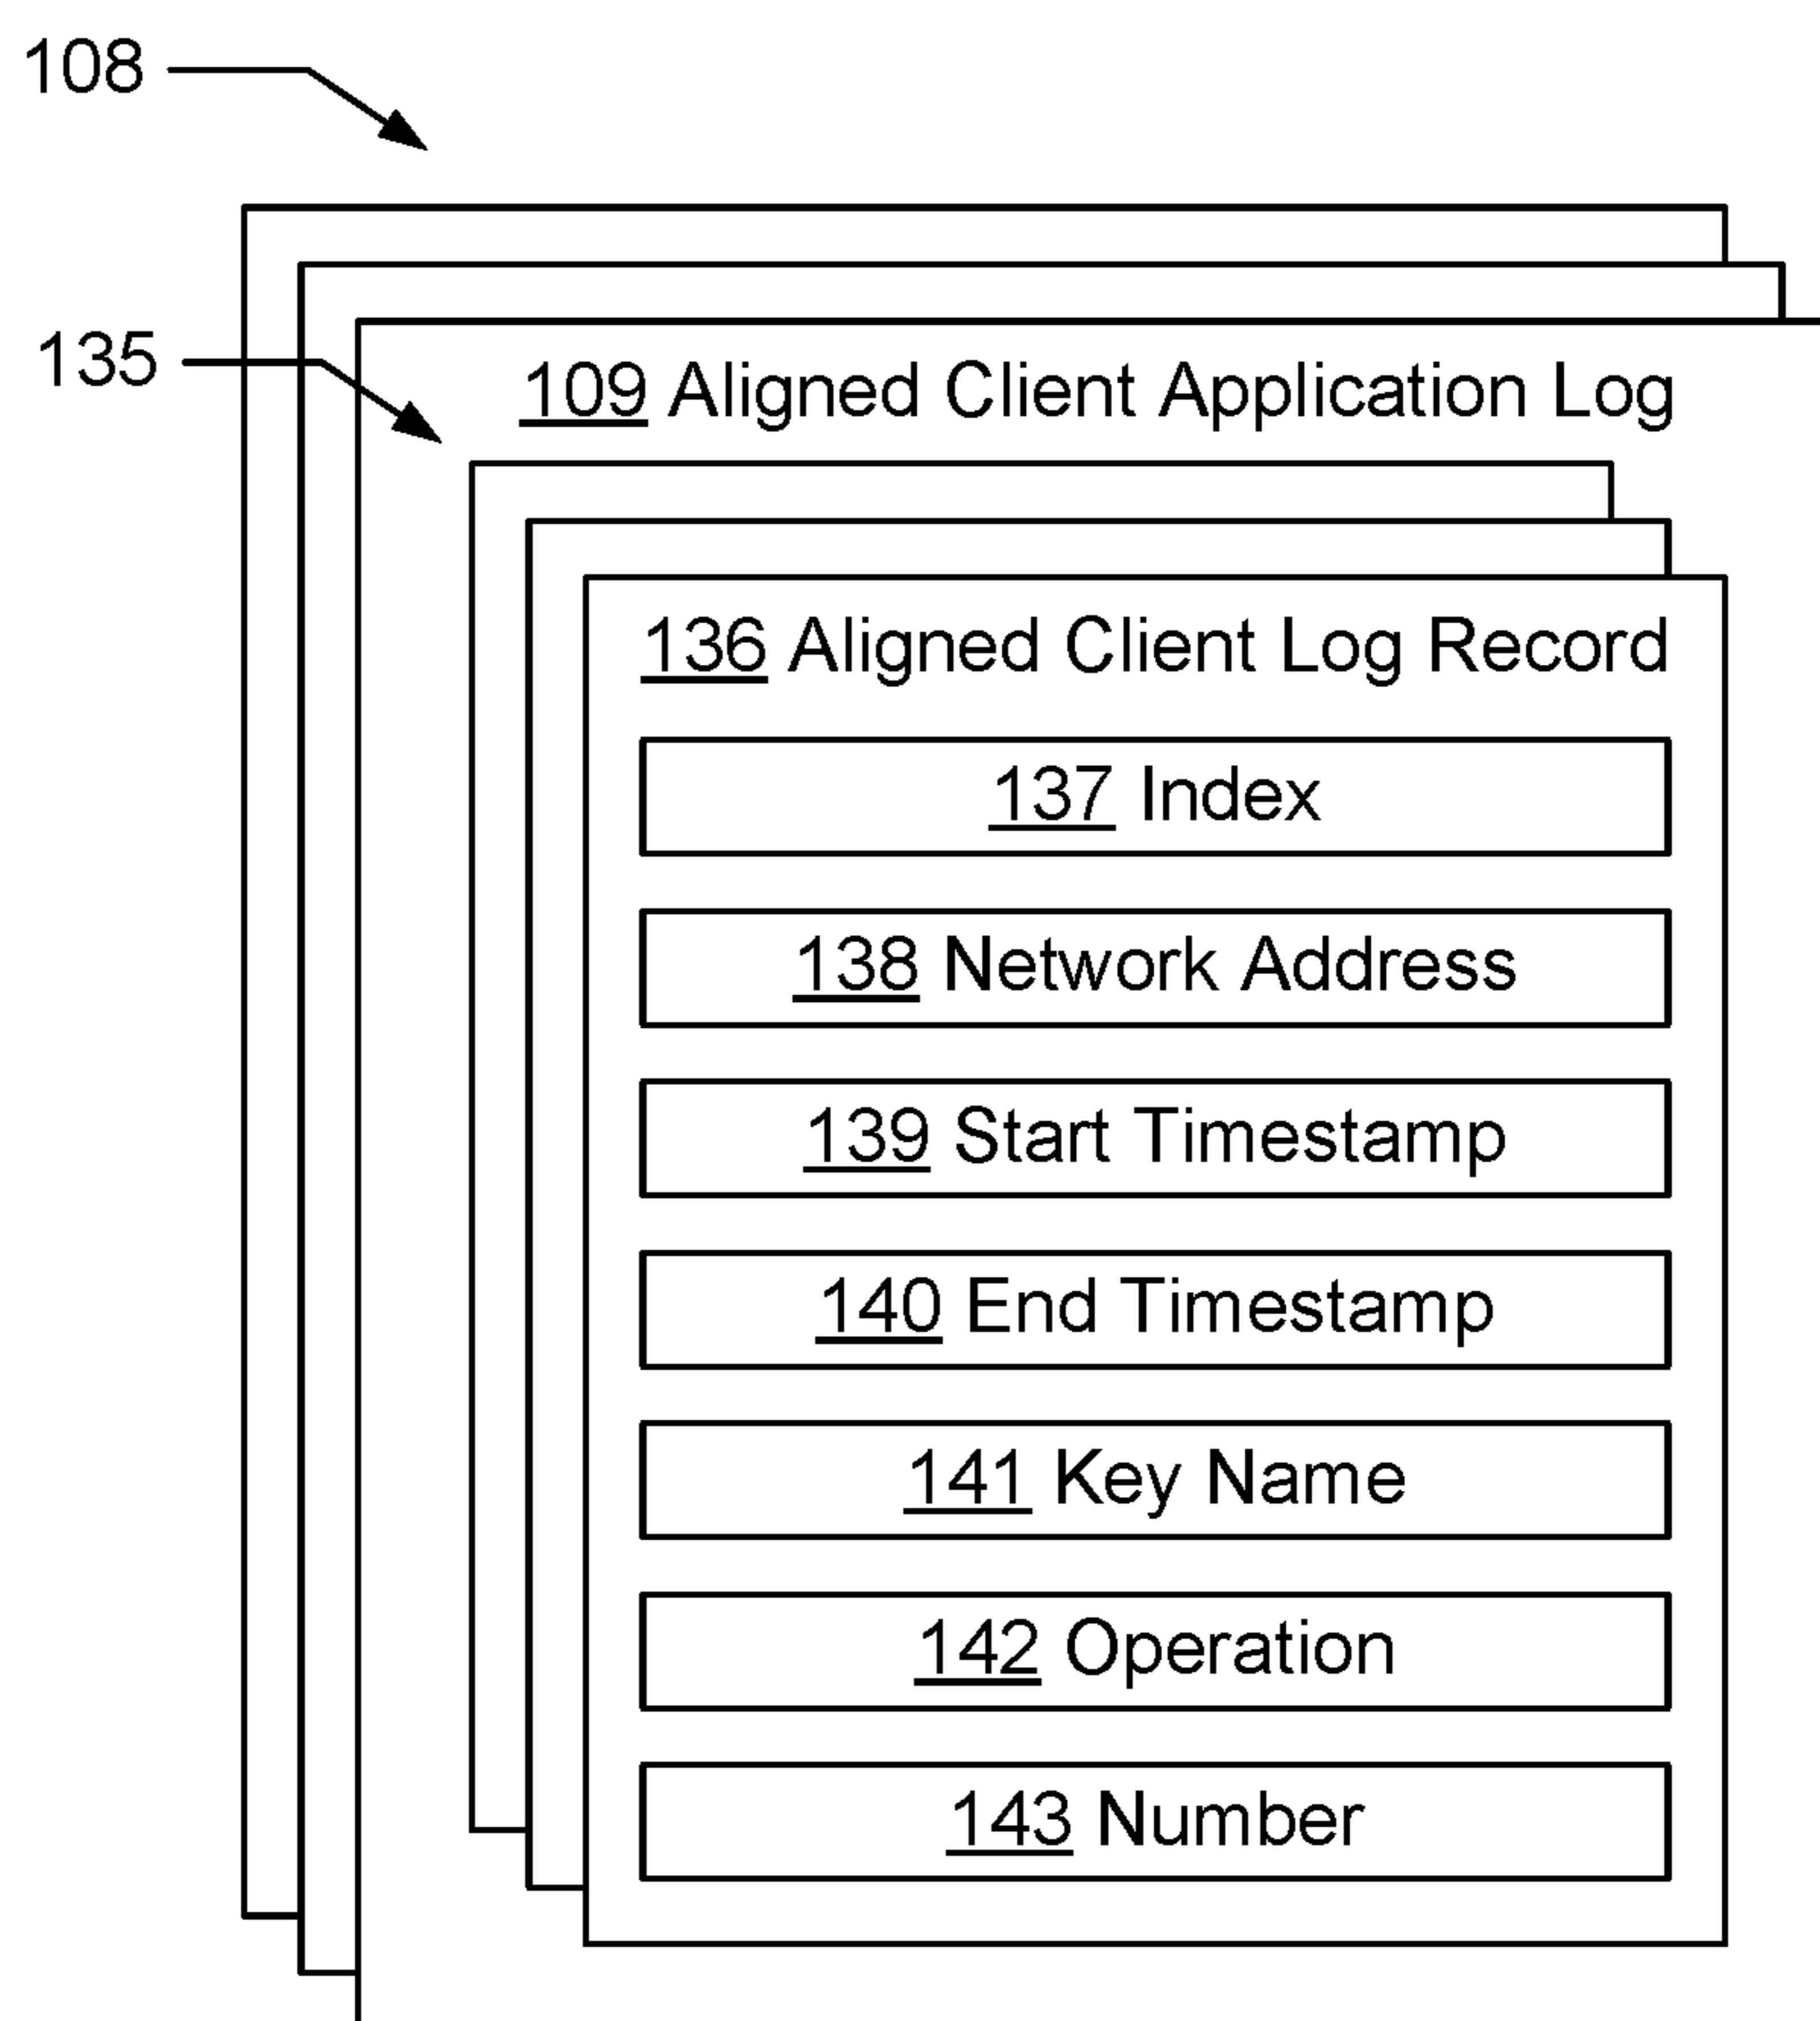 108
135
109 Aligned Client Application Log
136 Aligned Client Log Record
137 Index
138 Network Address
139 Start Timestamp
140 End Timestamp
141 Key Name
142 Operation
143 Number